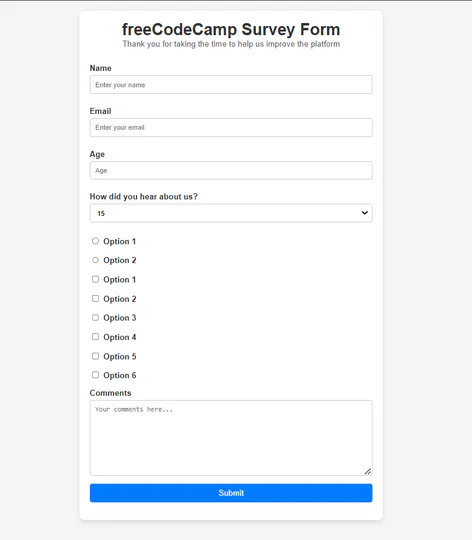 freeCodeCamp Survey Form
Thank you for taking the time to help us improve the platform
Name
Enter your name
Email
Enter your email
Age
Age
How did you hear about us?
15
Option 1
Option 2
Option 1
Option 2
Option 3
Option 4
Option 5
Option 6
Comments
Your comments here...
Submit